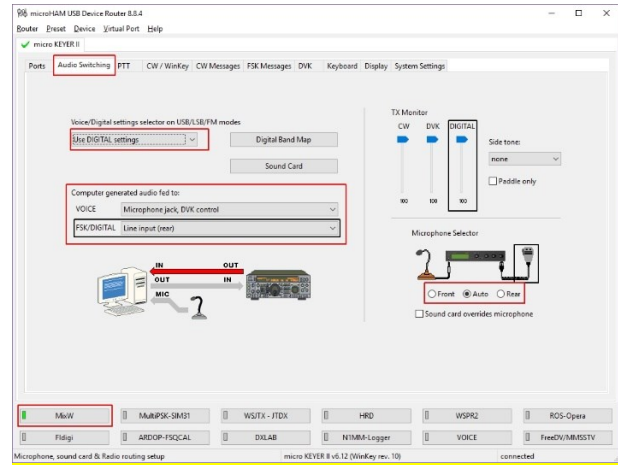 microHAM USB Device Router 8.8.4
Router Preset Device Virtual Port Help
micro KEYER II
Ports Audio Switching PTT CW / WinKey CW Messages FSK Messages DVK Keyboard Display System Settings
Voice/Digital settings selector on USB/LSB/FM modes
Use DIGITAL settings
Digital Band Map
Sound Card
Computer generated audio fed to:
VOICE Microphone jack, DVK control
FSK/DIGITAL Line input (rear)
IN OUT
OUT IN
MIC
TX Monitor
CW DVK DIGITAL
Side tone:
none
Paddle only
100 100 100
Microphone Selector
Front Auto Rear
Sound card overrides microphone
MixW MultiPSK-SIM31 WSJTX - JTDX HRD WSPR2 ROS-Opera
Fldigi ARDOP-FSQCAL DXLAB N1MM-Logger VOICE FreeDV/MMSSTV
Microphone, sound card & Radio routing setup micro KEYER II v6.12 (WinKey rev. 10) connected